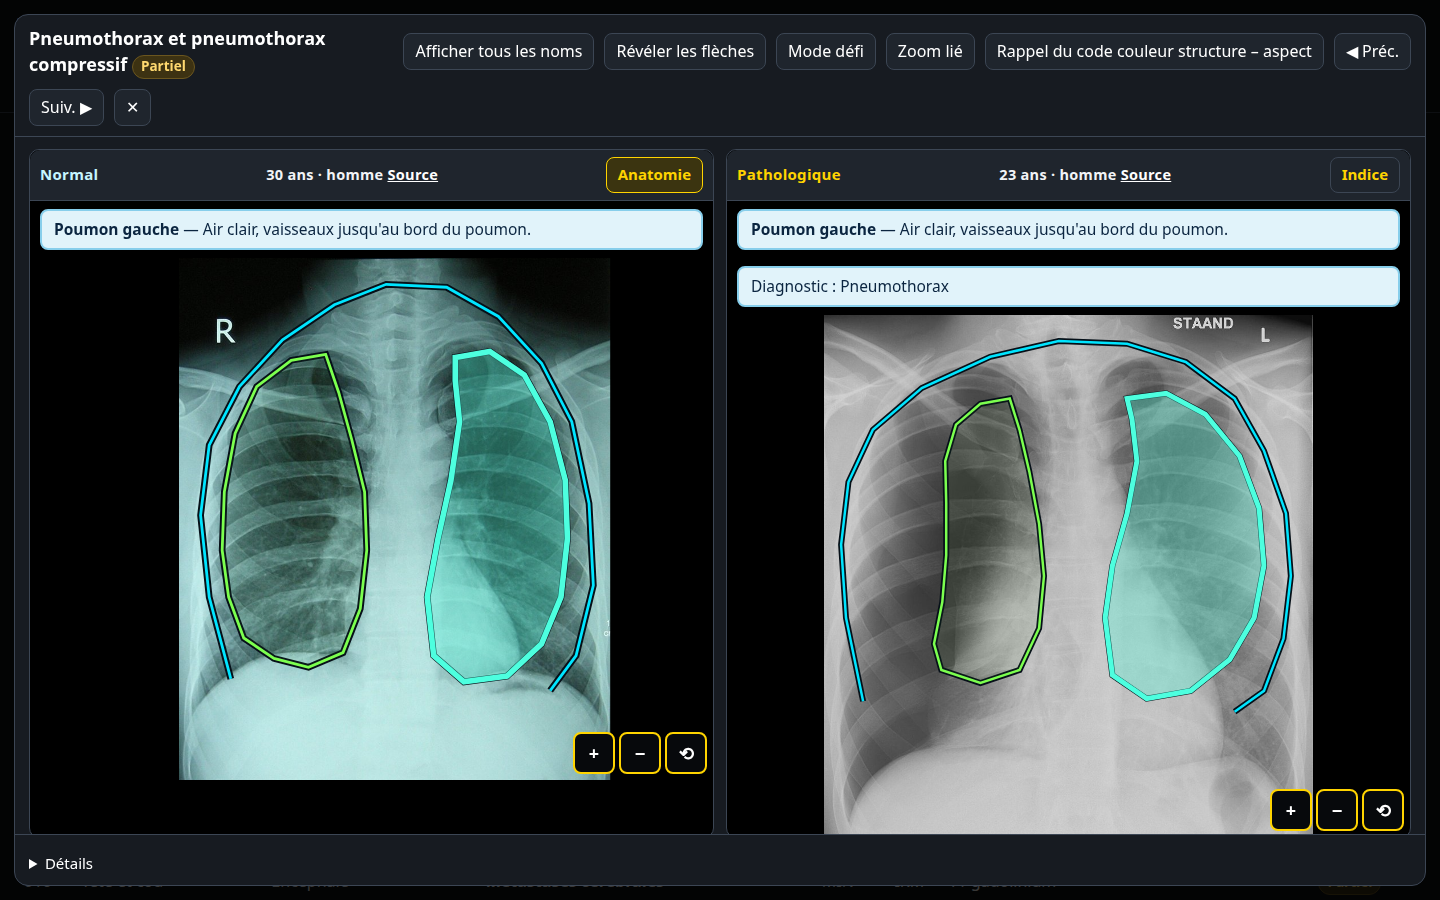 Pneumothorax et pneumothorax
compressif Partiel
Afficher tous les noms
Révéler les flèches
Mode défi
Zoom lié
Rappel du code couleur structure – aspect
◀ Préc.
Suiv. ▶
✕
Normal
30 ans · homme Source
Anatomie
Poumon gauche — Air clair, vaisseaux jusqu'au bord du poumon.
R
+
−
⟲
Pathologique
23 ans · homme Source
Indice
Poumon gauche — Air clair, vaisseaux jusqu'au bord du poumon.
Diagnostic : Pneumothorax
STAAND
L
+
−
⟲
▶ Détails